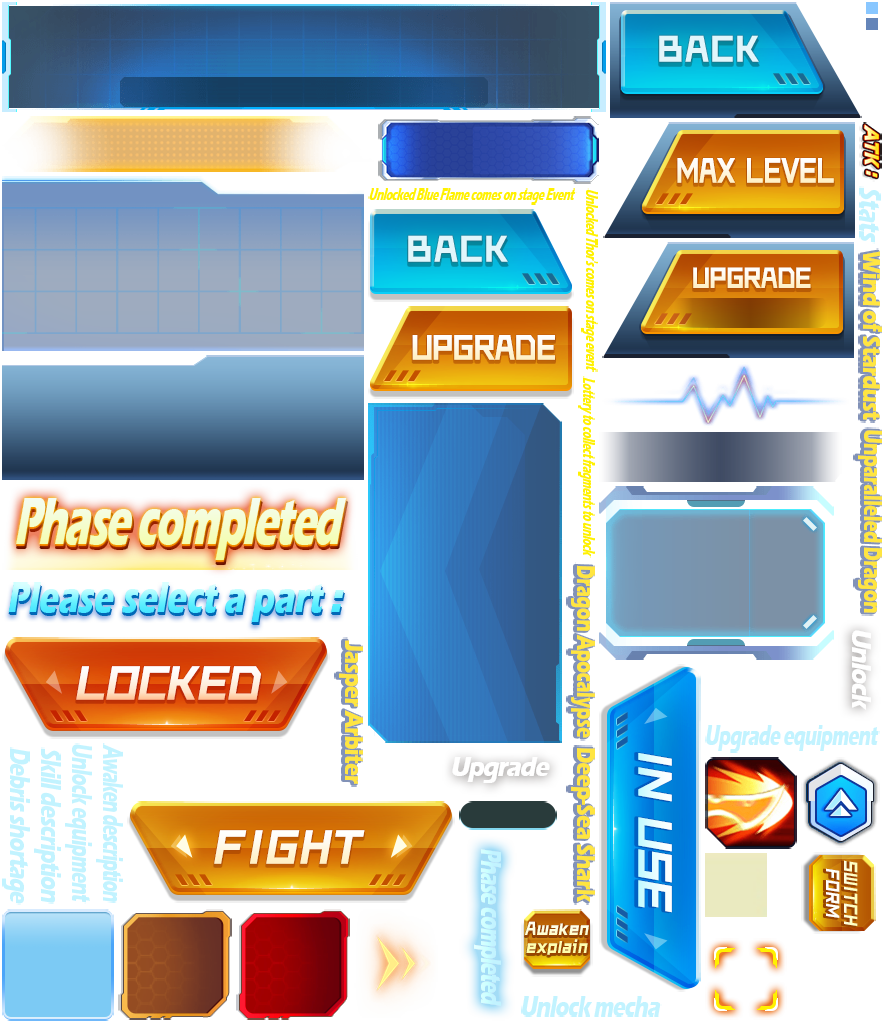 BACK
MAX LEVEL
ATK:
Stats
Unlocked Blue Flame comes on stage Event
BACK
Unlocked Thor's comes on stage event
UPGRADE
Wind of Stardust
UPGRADE
Lottery to collect fragments to unlock
Unparalleled Dragon
Phase completed
Please select a part :
Dragon Apocalypse
LOCKED
Jasper Arbiter
Unlock
Upgrade equipment
Upgrade
Deep-Sea Shark
IN USE
Awaken description
Unlock equipment
Skill description
Debris shortage
FIGHT
Phase completed
SWITCH
FORM
Awaken
explain
Unlock mecha